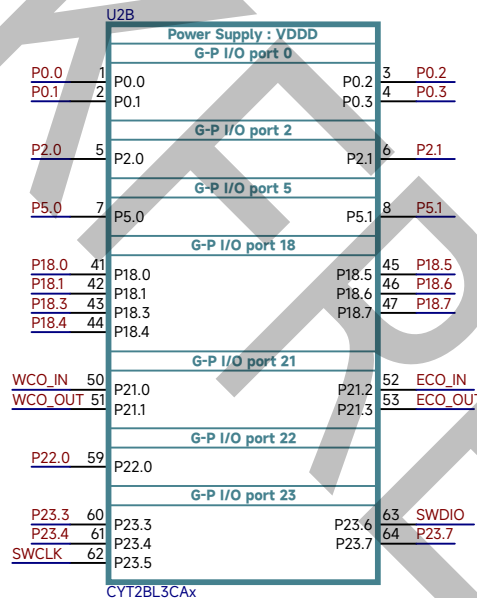 U2B
Power Supply : VDDD
G-P I/O port 0
P0.0 1 P0.0 P0.2 3 P0.2
P0.1 2 P0.1 P0.3 4 P0.3
G-P I/O port 2
P2.0 5 P2.0 P2.1 6 P2.1
G-P I/O port 5
P5.0 7 P5.0 P5.1 8 P5.1
G-P I/O port 18
P18.0 41 P18.0 P18.5 45 P18.5
P18.1 42 P18.1 P18.6 46 P18.6
P18.3 43 P18.3 P18.7 47 P18.7
P18.4 44 P18.4
G-P I/O port 21
WCO_IN 50 P21.0 P21.2 52 ECO_IN
WCO_OUT 51 P21.1 P21.3 53 ECO_OUT
G-P I/O port 22
P22.0 59 P22.0
G-P I/O port 23
P23.3 60 P23.3 P23.6 63 SWDIO
P23.4 61 P23.4 P23.7 64 P23.7
SWCLK 62 P23.5
CYT2BL3CAx